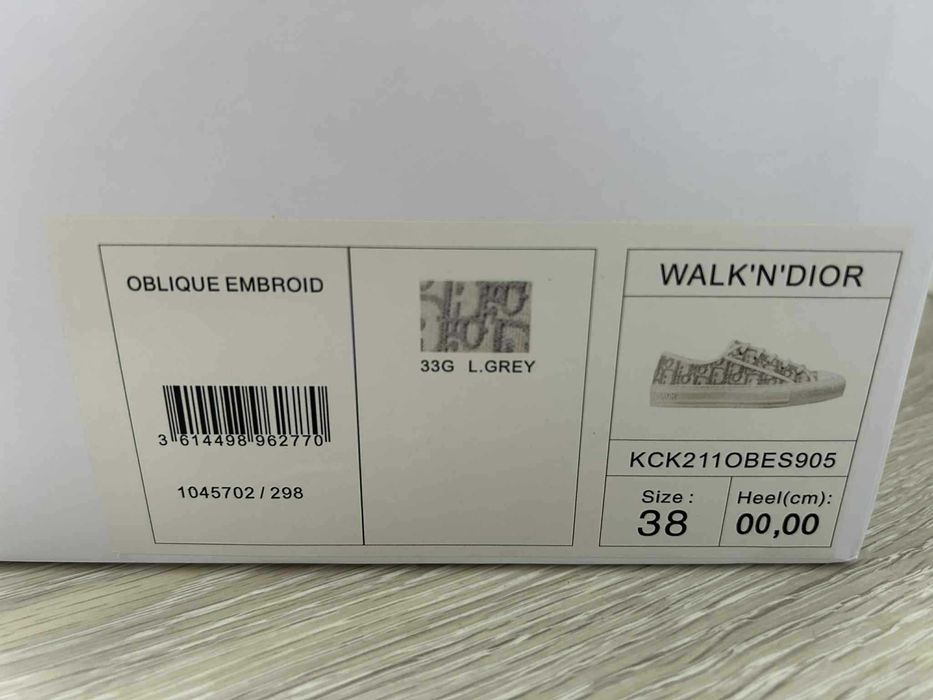 OBLIQUE EMBROID
3 614498 962770
1045702 / 298
33G L.GREY
WALK'N'DIOR
KCK211OBES905
Size :
38
Heel(cm):
00,00